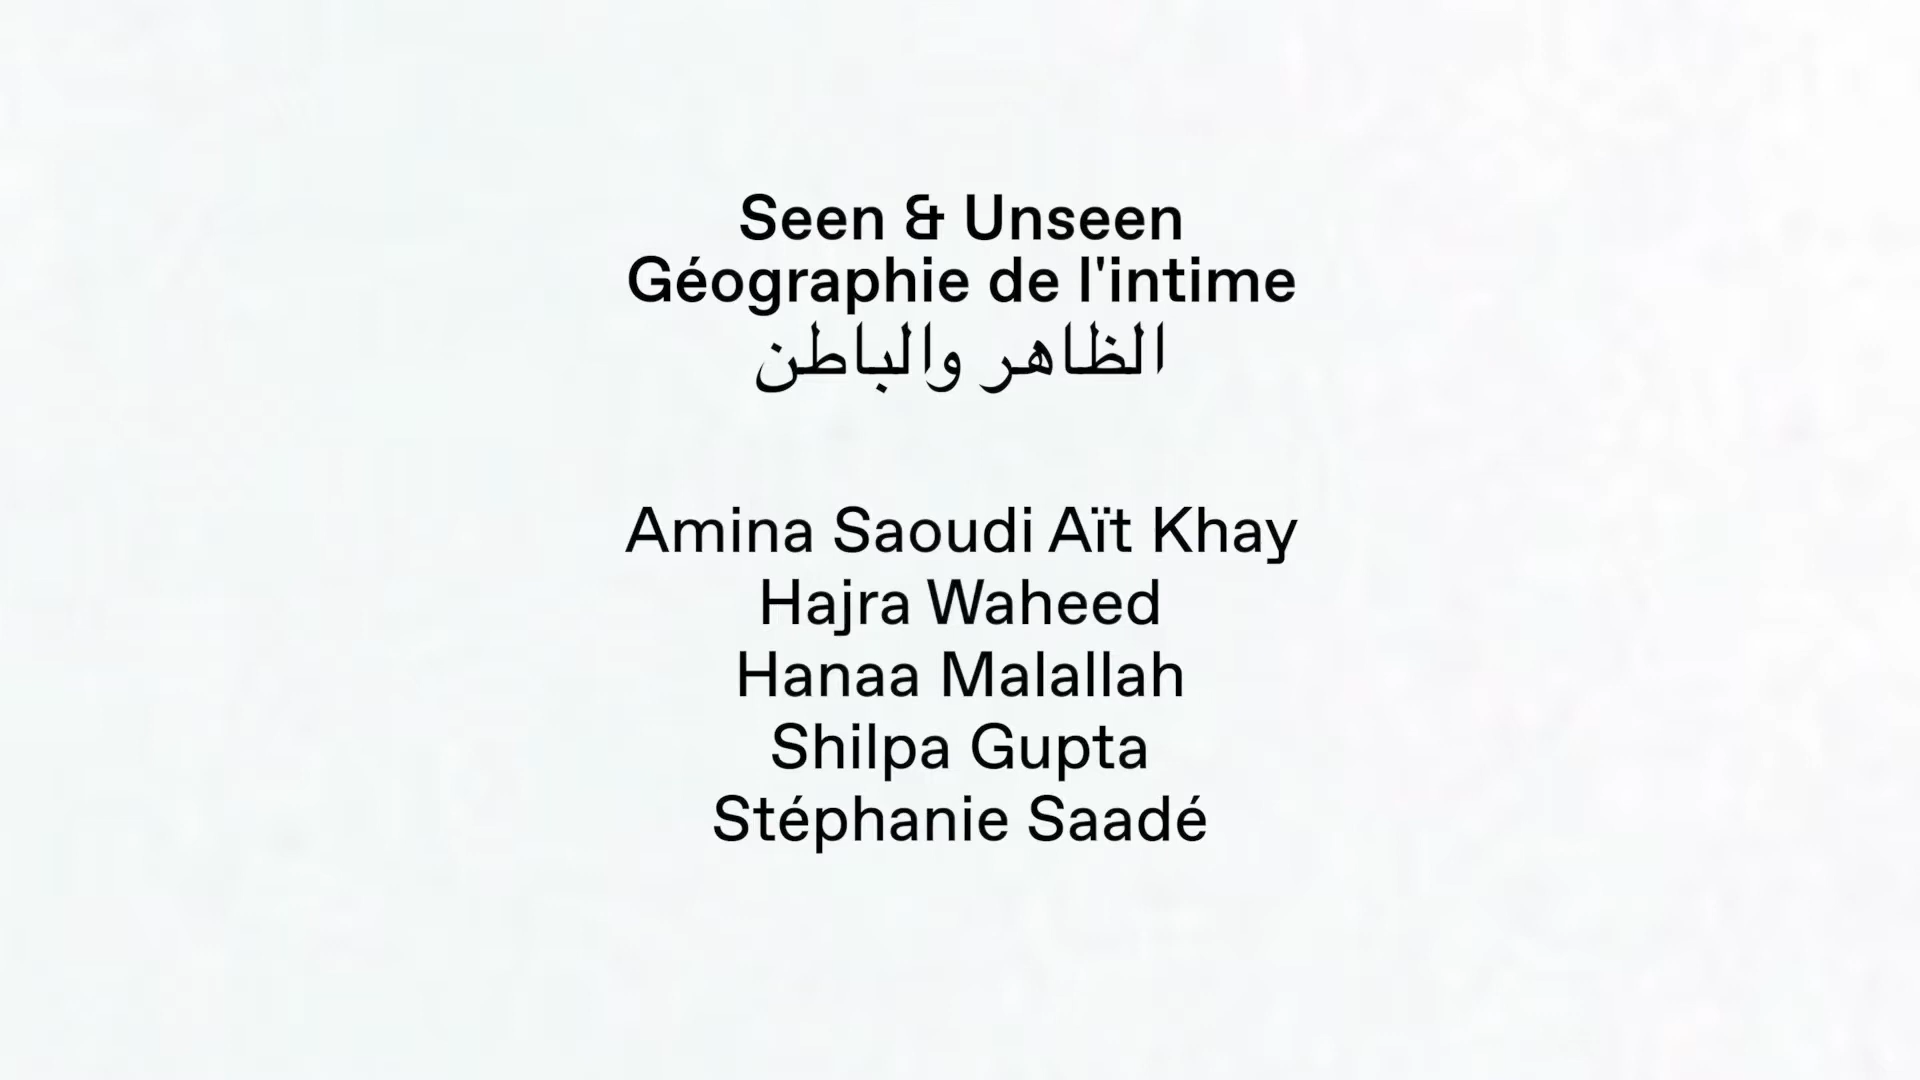 Seen & Unseen
Géographie de l'intime
الظاهر والباطن
Amina Saoudi Aït Khay
Hajra Waheed
Hanaa Malallah
Shilpa Gupta
Stéphanie Saadé